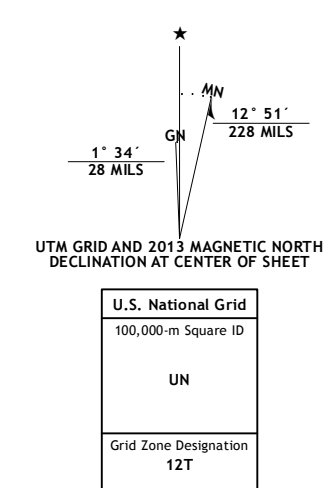 ★
MN
GN
12° 51´
228 MILS
1° 34´
28 MILS
UTM GRID AND 2013 MAGNETIC NORTH
DECLINATION AT CENTER OF SHEET
U.S. National Grid
100,000-m Square ID
UN
Grid Zone Designation
12T